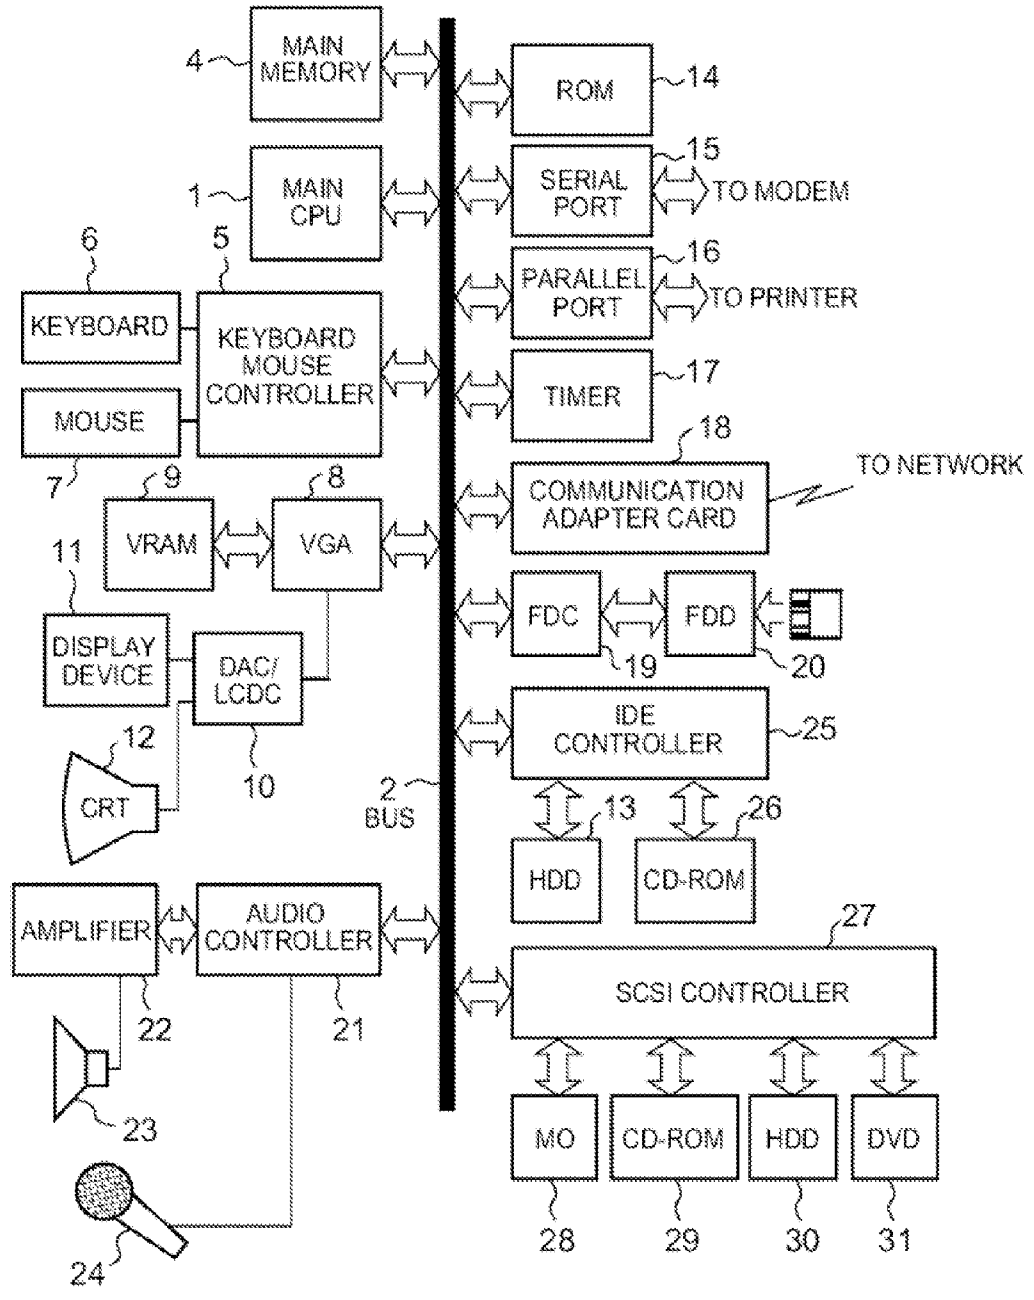 4
MAIN
MEMORY
ROM
14
1
MAIN
CPU
15
SERIAL
PORT
TO MODEM
6
5
16
PARALLEL
PORT
TO PRINTER
KEYBOARD
KEYBOARD
MOUSE
CONTROLLER
MOUSE
7
TIMER
17
9
8
18
VRAM
VGA
COMMUNICATION
ADAPTER CARD
TO NETWORK
11
DISPLAY
DEVICE
DAC/
LCDC
FDC
FDD
19
20
12
CRT
10
IDE
CONTROLLER
25
2
BUS
13
26
HDD
CD-ROM
AMPLIFIER
AUDIO
CONTROLLER
27
SCSI CONTROLLER
22
21
23
MO
CD-ROM
HDD
DVD
24
28
29
30
31